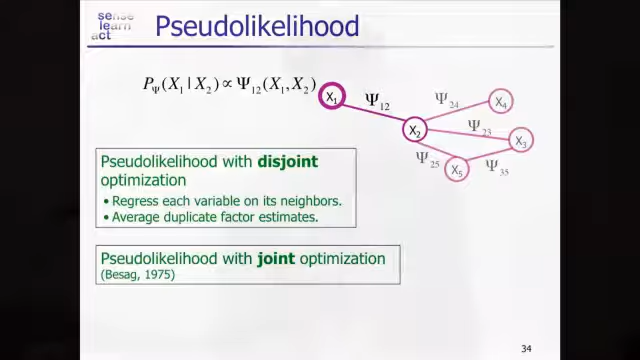 sense
learn
act
Pseudolikelihood
P_Ψ(X₁ | X₂) ∝ Ψ₁₂(X₁, X₂)
X₁
Ψ₁₂
Ψ₂₄
X₄
X₂
Ψ₂₃
X₃
Ψ₂₅
X₅
Ψ₃₅
Pseudolikelihood with disjoint
optimization
• Regress each variable on its neighbors.
• Average duplicate factor estimates.
Pseudolikelihood with joint optimization
(Besag, 1975)
34